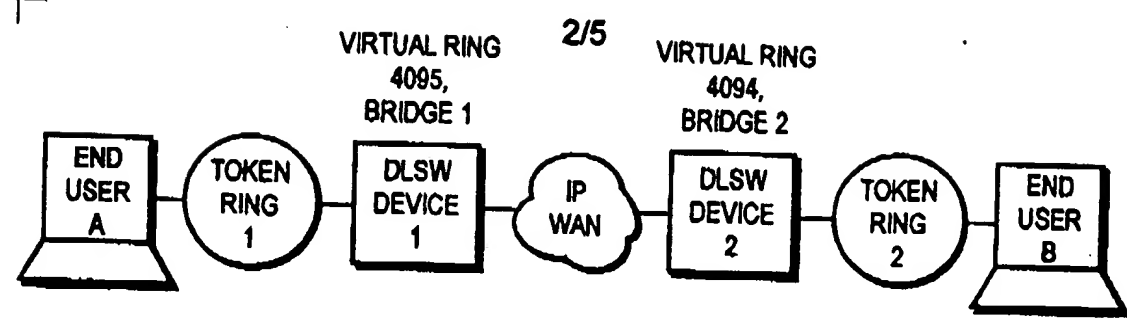 2/5
VIRTUAL RING
4095,
BRIDGE 1
VIRTUAL RING
4094,
BRIDGE 2
END
USER
A
TOKEN
RING
1
DLSW
DEVICE
1
IP
WAN
DLSW
DEVICE
2
TOKEN
RING
2
END
USER
B